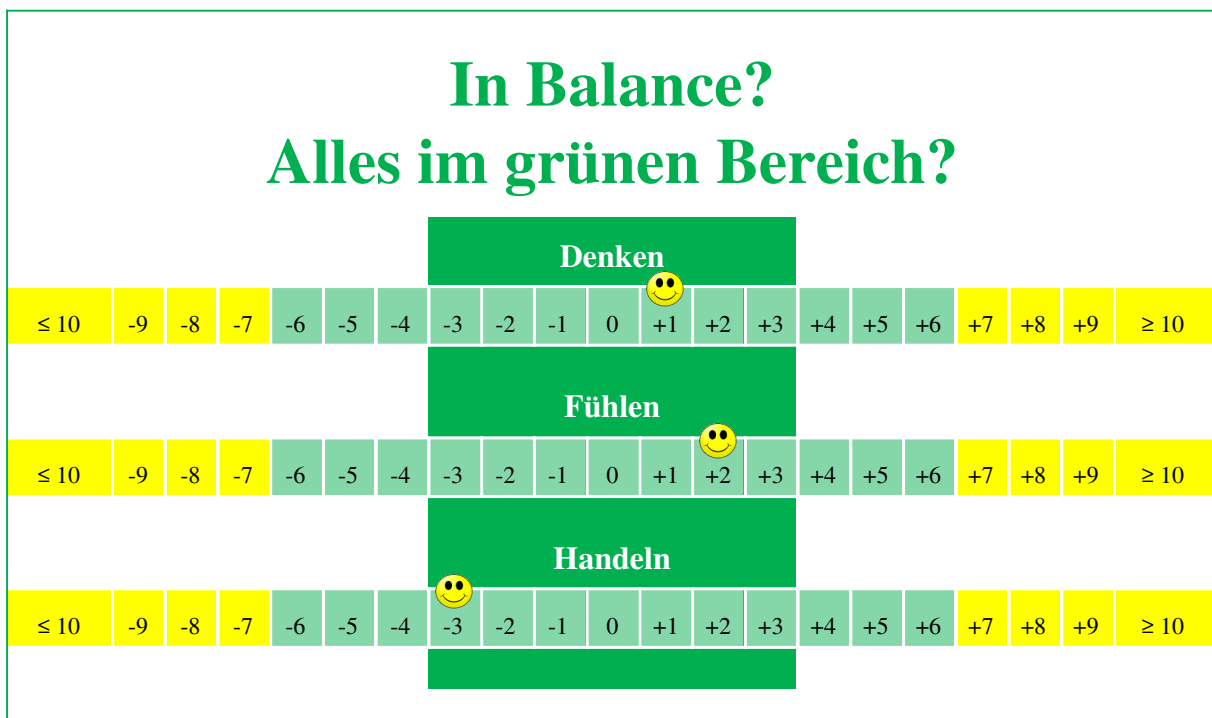 In Balance?
Alles im grünen Bereich?
Denken
≤ 10 -9 -8 -7 -6 -5 -4 -3 -2 -1 0 +1 +2 +3 +4 +5 +6 +7 +8 +9 ≥ 10
Fühlen
≤ 10 -9 -8 -7 -6 -5 -4 -3 -2 -1 0 +1 +2 +3 +4 +5 +6 +7 +8 +9 ≥ 10
Handeln
≤ 10 -9 -8 -7 -6 -5 -4 -3 -2 -1 0 +1 +2 +3 +4 +5 +6 +7 +8 +9 ≥ 10